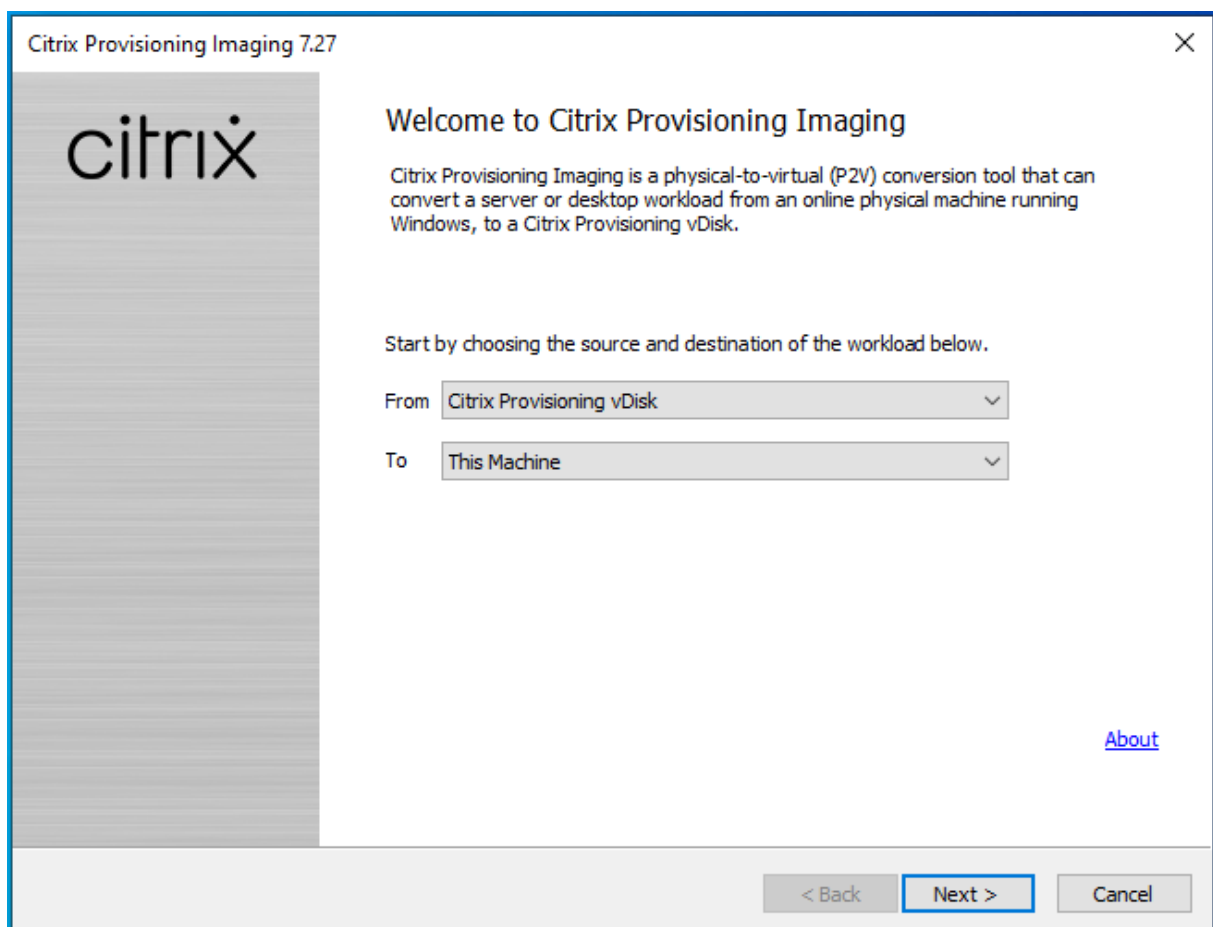 Citrix Provisioning Imaging 7.27
citrix
Welcome to Citrix Provisioning Imaging
Citrix Provisioning Imaging is a physical-to-virtual (P2V) conversion tool that can
convert a server or desktop workload from an online physical machine running
Windows, to a Citrix Provisioning vDisk.
Start by choosing the source and destination of the workload below.
From Citrix Provisioning vDisk
To This Machine
About
< Back Next > Cancel